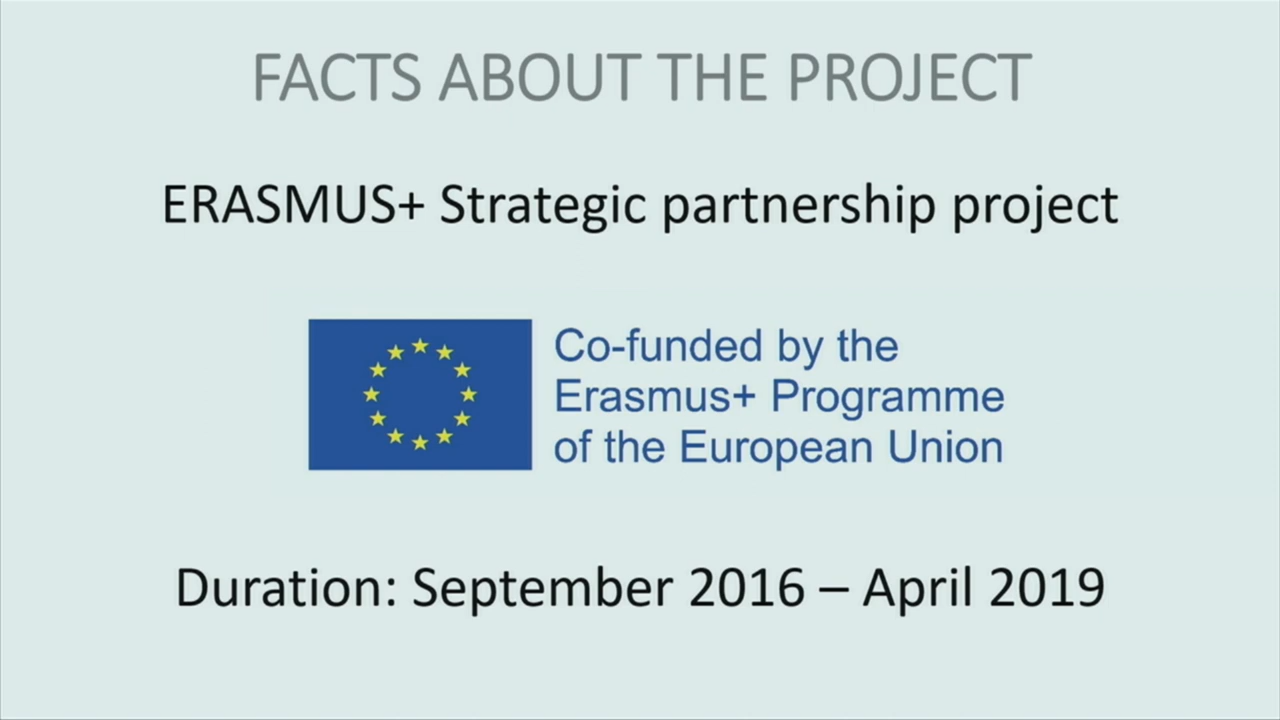 FACTS ABOUT THE PROJECT
ERASMUS+ Strategic partnership project
Co-funded by the
Erasmus+ Programme
of the European Union
Duration: September 2016 – April 2019